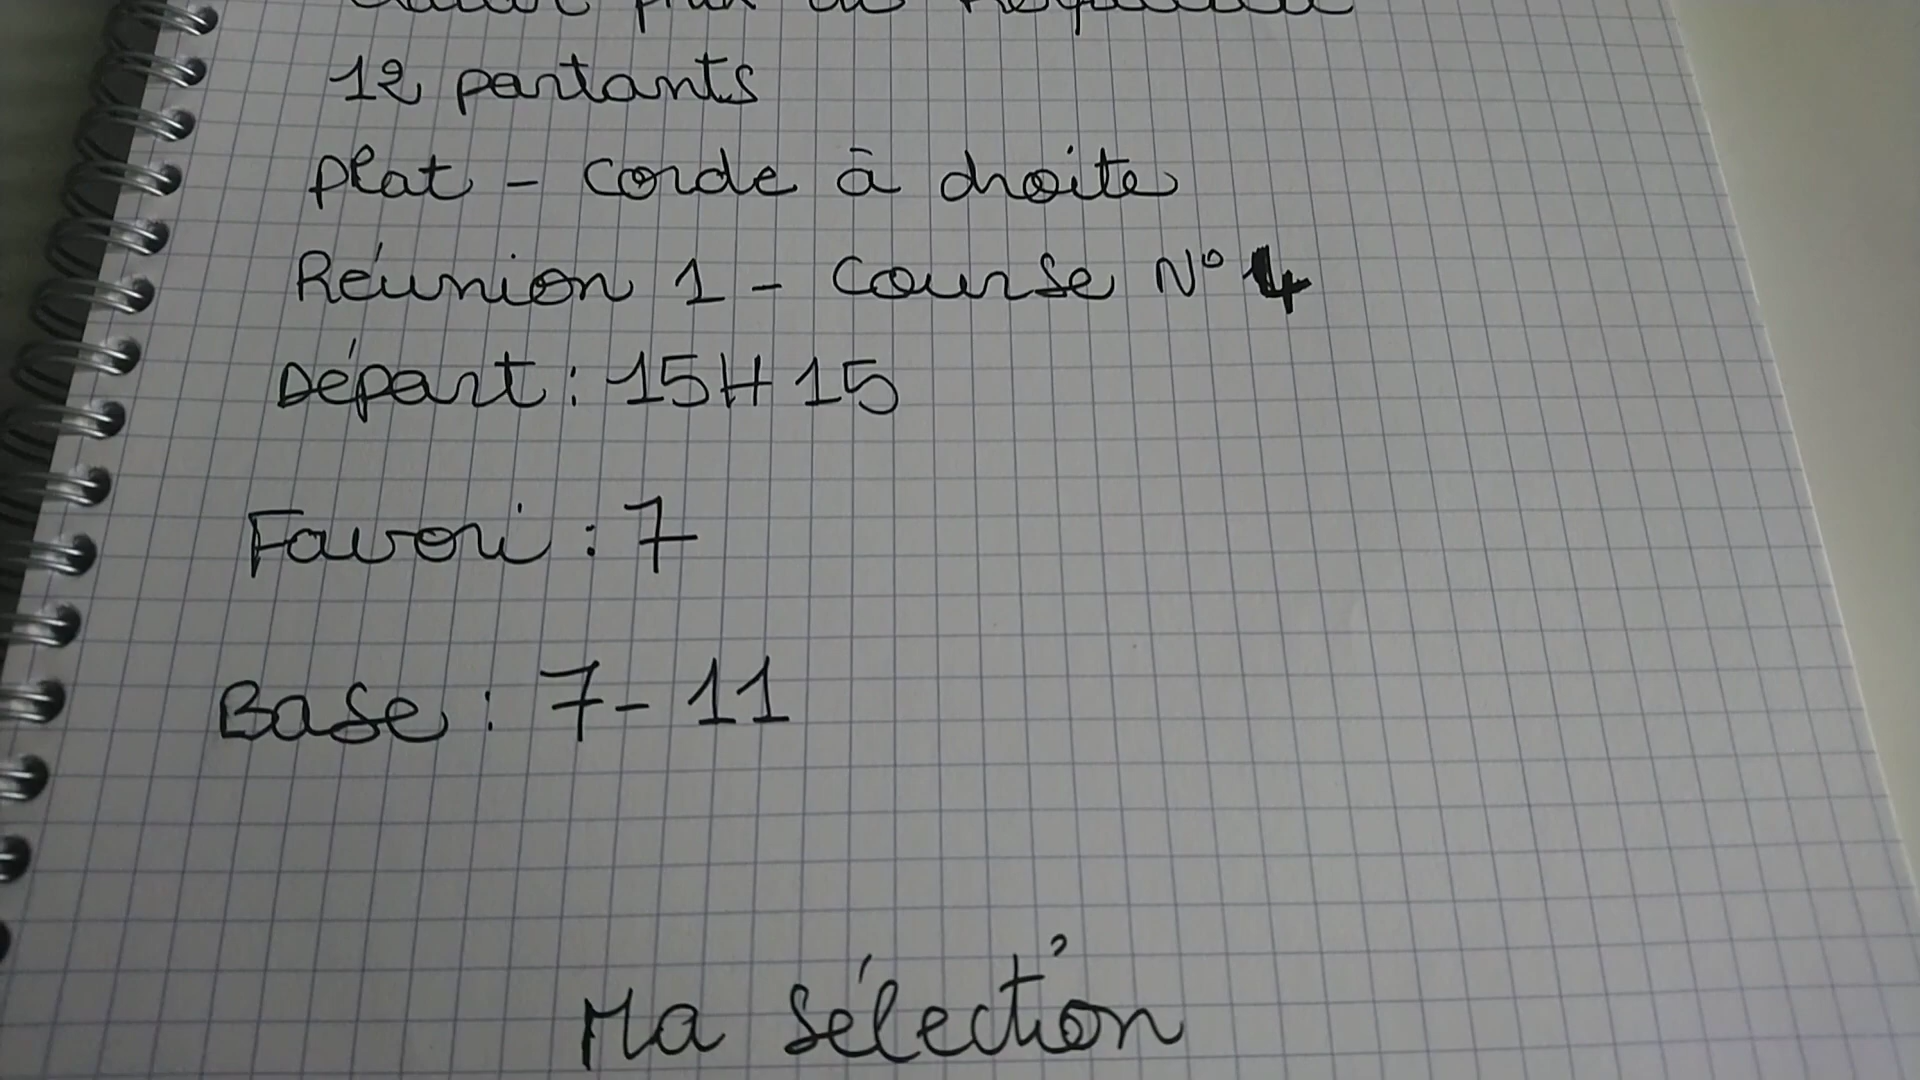 12 partants
plat - corde à droite
Réunion 1 - Course N° 4
Départ : 15H15
Favori : 7
Base : 7 - 11
Ma sélection